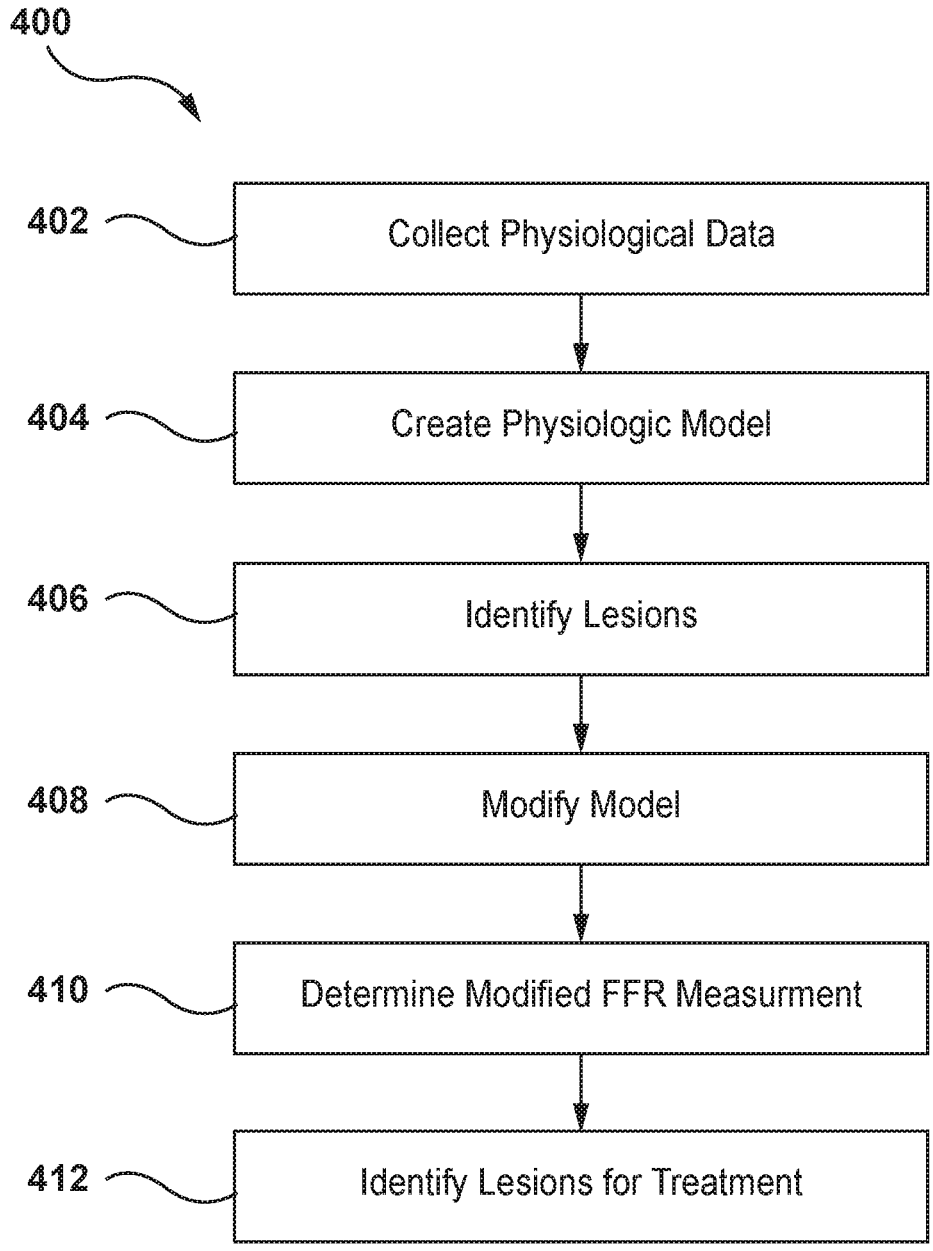 400
402 Collect Physiological Data
404 Create Physiologic Model
406 Identify Lesions
408 Modify Model
410 Determine Modified FFR Measurment
412 Identify Lesions for Treatment